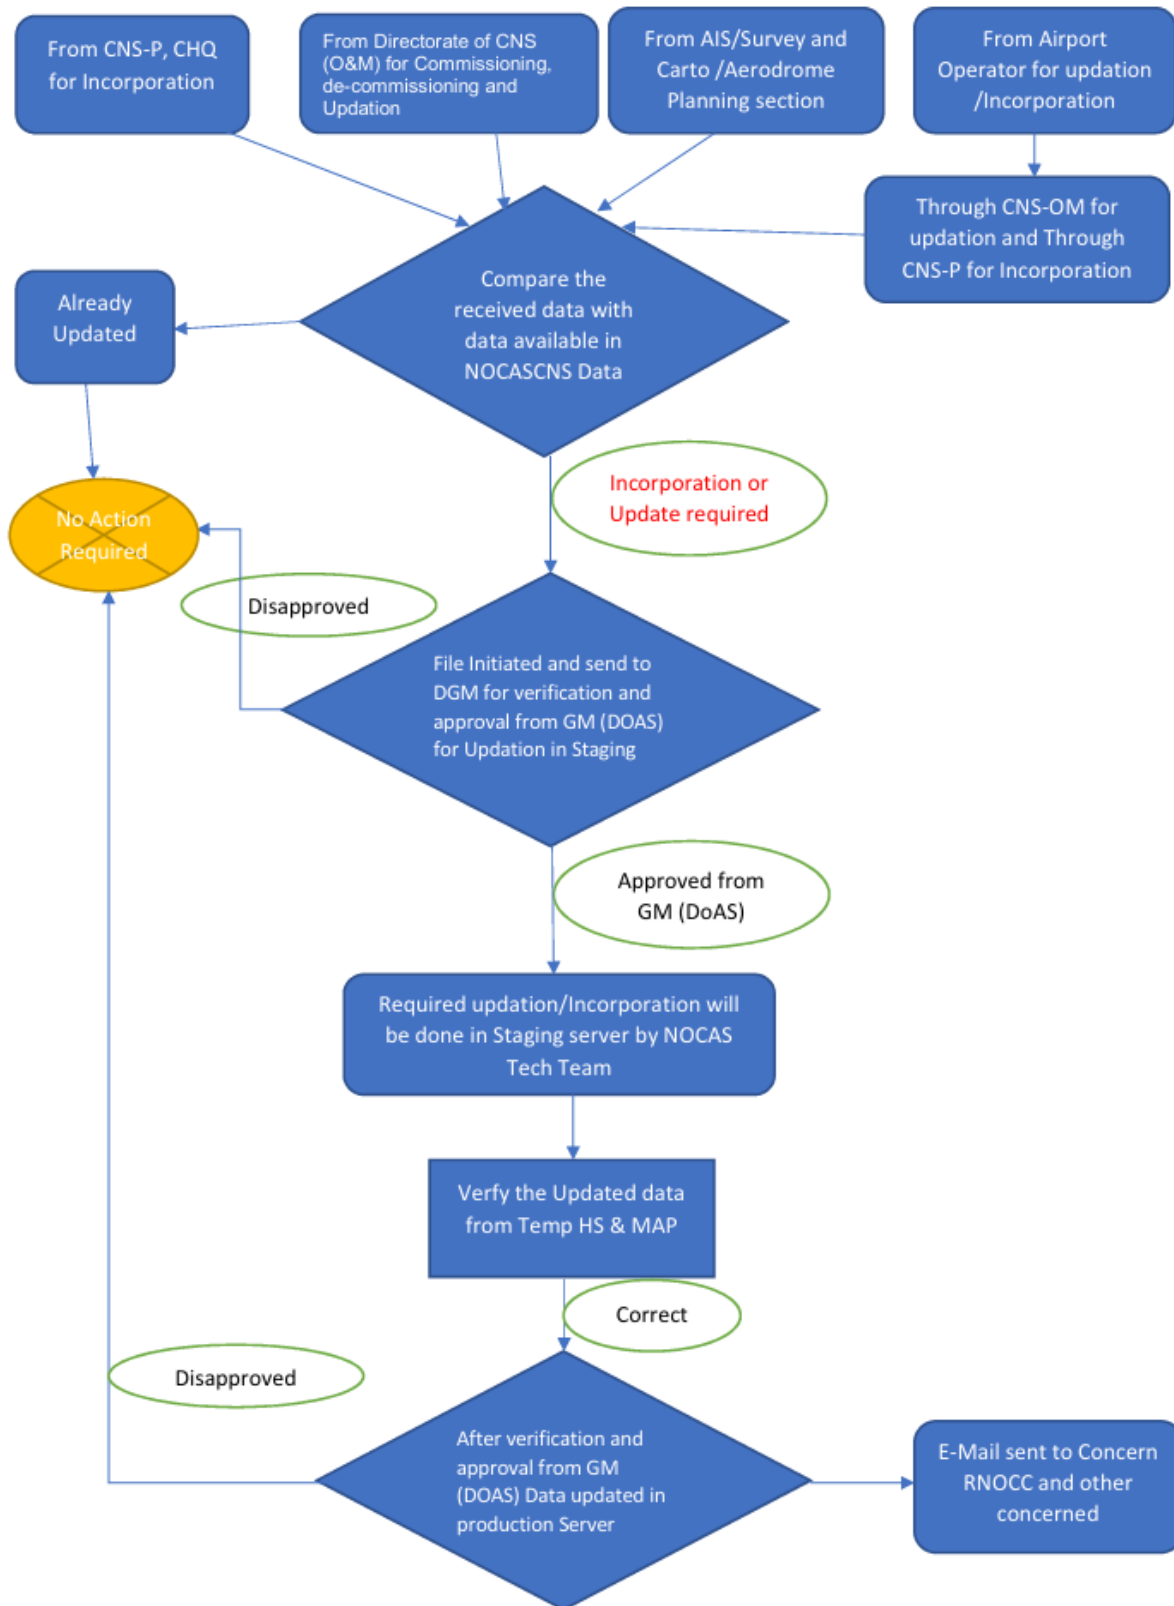 From CNS-P, CHQ
for Incorporation
From Directorate of CNS
(O&M) for Commissioning,
de-commissioning and
Updation
From AIS/Survey and
Carto /Aerodrome
Planning section
From Airport
Operator for updation
/Incorporation
Through CNS-OM for
updation and Through
CNS-P for Incorporation
Compare the
received data with
data available in
NOCASCNS Data
Already
Updated
Incorporation or
Update required
No Action
Required
Disapproved
File Initiated and send to
DGM for verification and
approval from GM (DOAS)
for Updation in Staging
Approved from
GM (DoAS)
Required updation/Incorporation will
be done in Staging server by NOCAS
Tech Team
Verfy the Updated data
from Temp HS & MAP
Correct
Disapproved
After verification and
approval from GM
(DOAS) Data updated in
production Server
E-Mail sent to Concern
RNOCC and other
concerned